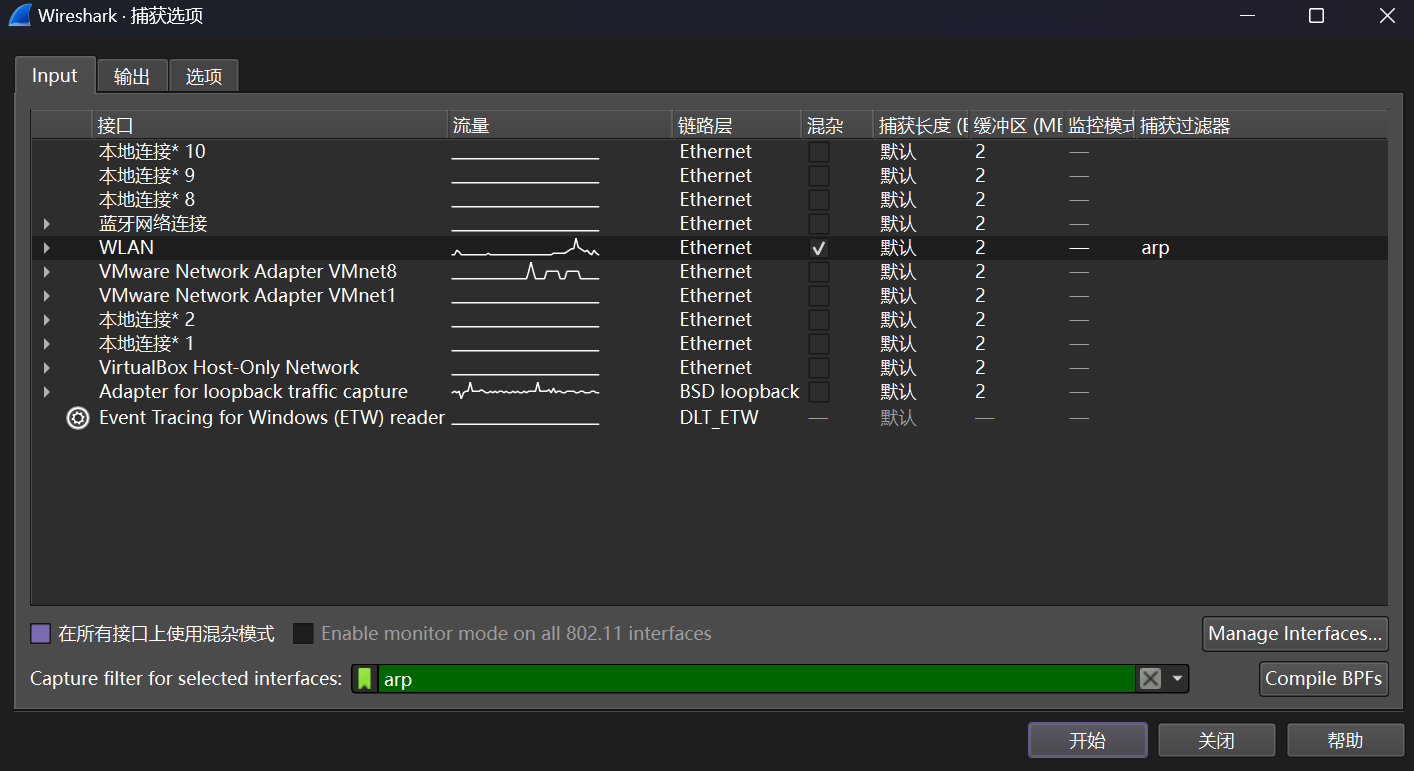 Wireshark · 捕获选项
Input 输出 选项
接口 流量 链路层 混杂 捕获长度 (E 缓冲区 (ME 监控模式 捕获过滤器
本地连接* 10 Ethernet 默认 2 —
本地连接* 9 Ethernet 默认 2 —
本地连接* 8 Ethernet 默认 2 —
蓝牙网络连接 Ethernet 默认 2 —
WLAN Ethernet 默认 2 — arp
VMware Network Adapter VMnet8 Ethernet 默认 2 —
VMware Network Adapter VMnet1 Ethernet 默认 2 —
本地连接* 2 Ethernet 默认 2 —
本地连接* 1 Ethernet 默认 2 —
VirtualBox Host-Only Network Ethernet 默认 2 —
Adapter for loopback traffic capture BSD loopback 默认 2 —
Event Tracing for Windows (ETW) reader DLT_ETW — 默认 — —
在所有接口上使用混杂模式 Enable monitor mode on all 802.11 interfaces Manage Interfaces...
Capture filter for selected interfaces: arp Compile BPFs
开始 关闭 帮助